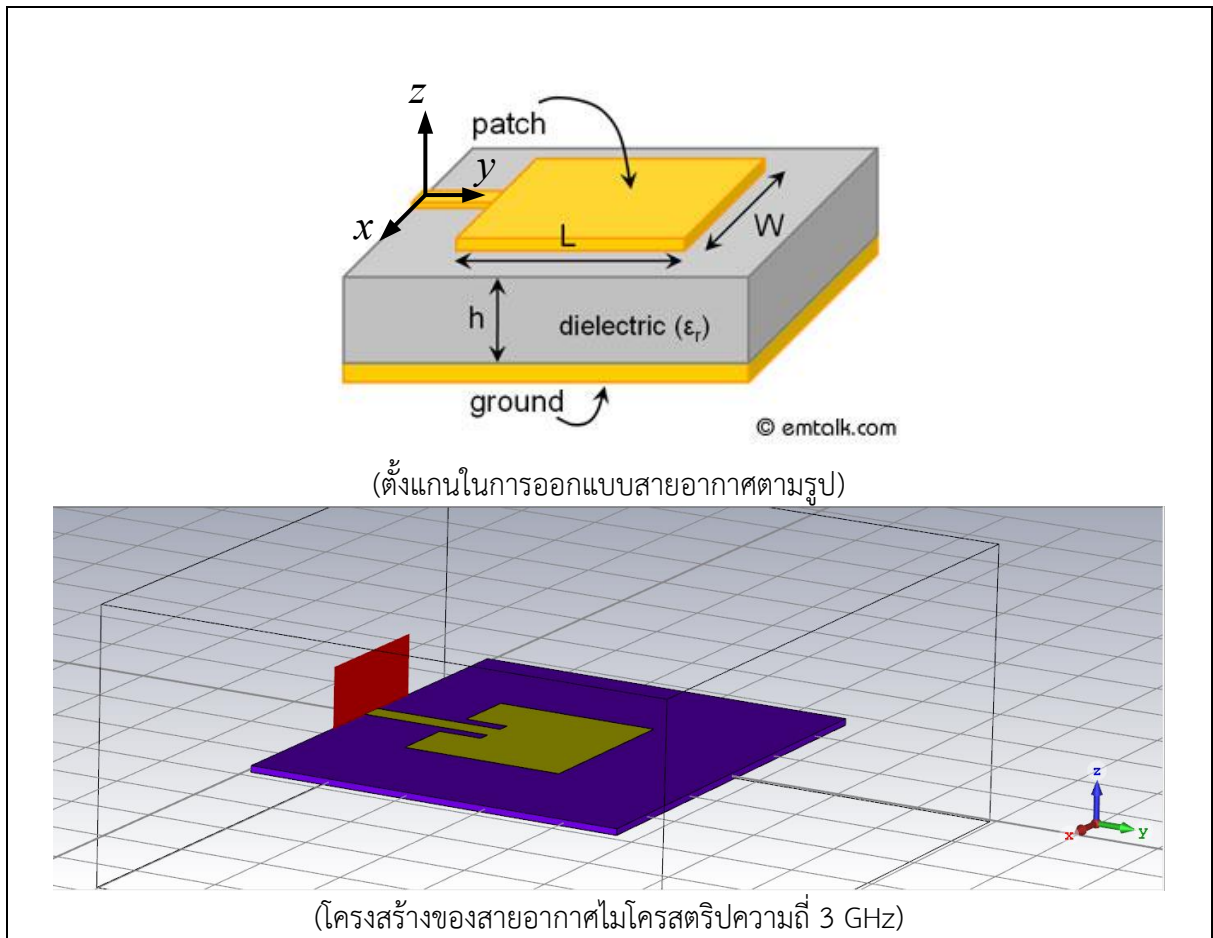 z
patch
y
x
L
W
h
dielectric (εr)
ground
© emtalk.com
(ตั้งแกนในการออกแบบสายอากาศตามรูป)
z
x
y
(โครงสร้างของสายอากาศไมโครสตริปความถี่ 3 GHz)